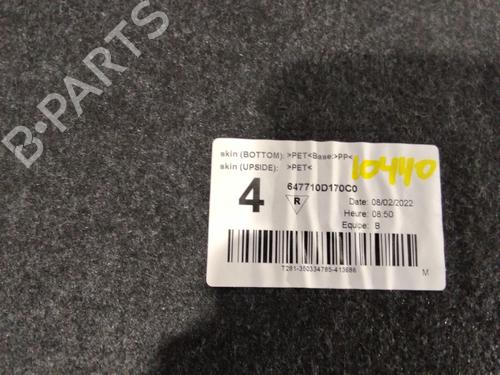 B-PARTS
skin (BOTTOM): >PET<Base:>PP<
skin (UPSIDE): >PET<
10440
4
647710D170C0
R
Date: 08/02/2022
Heure: 08:50
Equipe: B
T281-350334785-413686
M